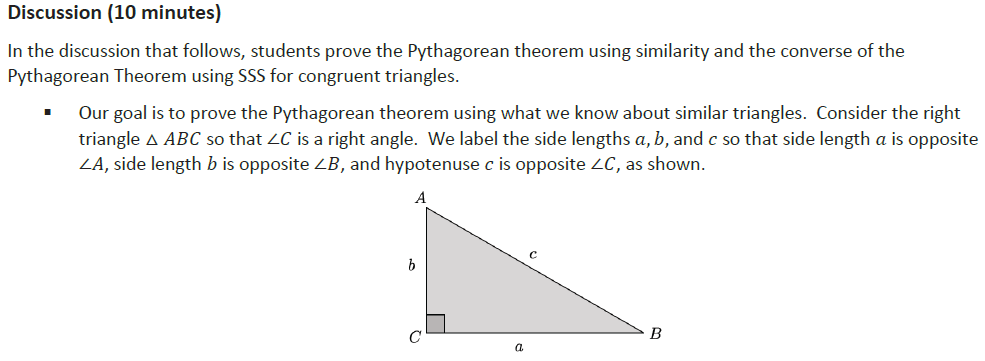 Discussion (10 minutes)
In the discussion that follows, students prove the Pythagorean theorem using similarity and the converse of the
Pythagorean Theorem using SSS for congruent triangles.
▪ Our goal is to prove the Pythagorean theorem using what we know about similar triangles.  Consider the right
triangle △ ABC so that ∠C is a right angle.  We label the side lengths a, b, and c so that side length a is opposite
∠A, side length b is opposite ∠B, and hypotenuse c is opposite ∠C, as shown.
A
c
b
C
B
a